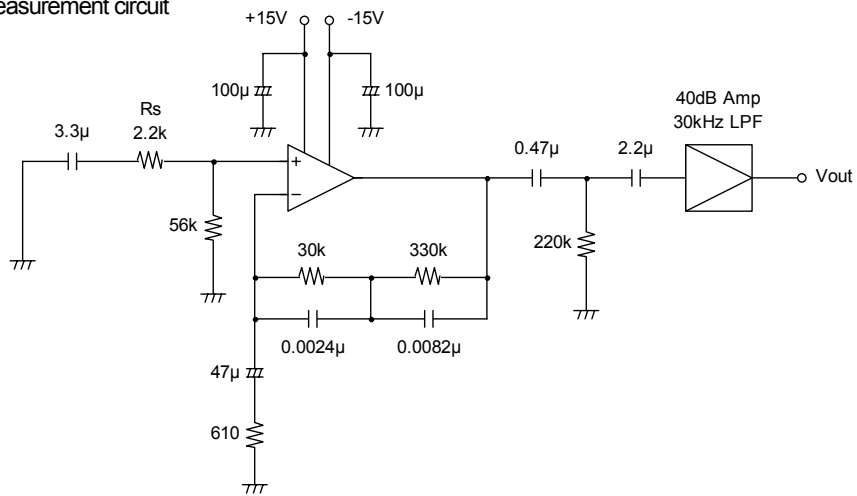 easurement circuit
+15V
-15V
100µ
100µ
Rs
2.2k
3.3µ
40dB Amp
30kHz LPF
0.47µ
2.2µ
+
−
Vout
56k
30k
330k
220k
0.0024µ
0.0082µ
47µ
610